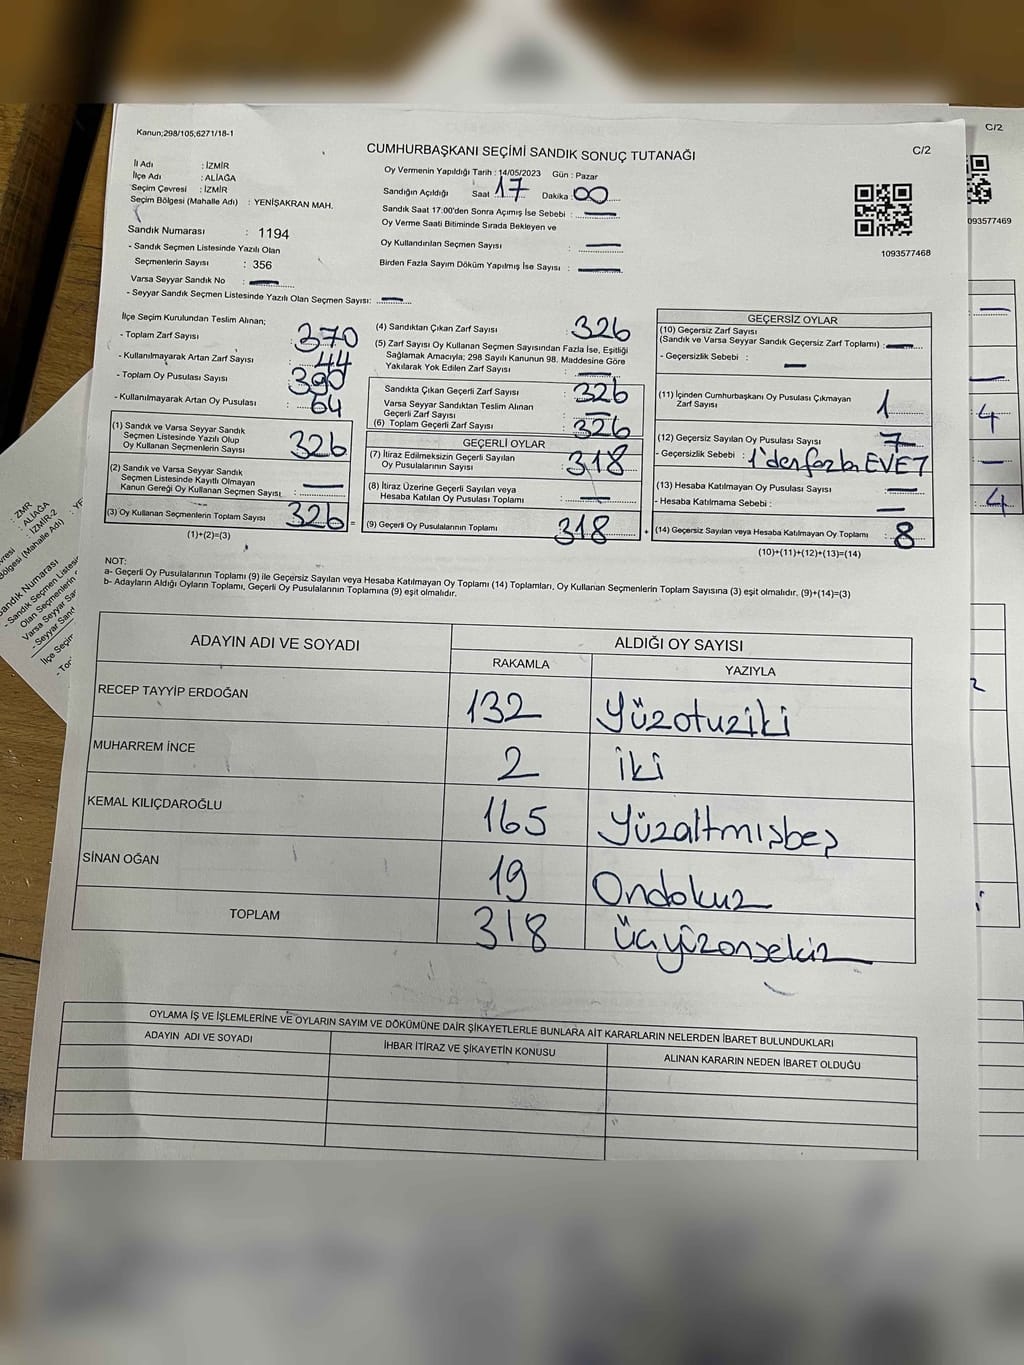 Kanun;298/105;6271/18-1
C/2
CUMHURBAŞKANI SEÇİMİ SANDIK SONUÇ TUTANAĞI
C/2
İl Adı : İZMİR
İlçe Adı : ALİAĞA
Seçim Çevresi : İZMİR
Seçim Bölgesi (Mahalle Adı) : YENİŞAKRAN MAH.
Sandık Numarası : 1194
- Sandık Seçmen Listesinde Yazılı Olan
Seçmenlerin Sayısı : 356
Varsa Seyyar Sandık No : —
- Seyyar Sandık Seçmen Listesinde Yazılı Olan Seçmen Sayısı: —
Oy Vermenin Yapıldığı Tarih : 14/05/2023 Gün : Pazar
Sandığın Açıldığı Saat 17 Dakika : 00
Sandık Saat 17:00'den Sonra Açımış İse Sebebi : —
Oy Verme Saati Bitiminde Sırada Bekleyen ve
Oy Kullandırılan Seçmen Sayısı : —
Birden Fazla Sayım Döküm Yapılmış İse Sayısı : —
1093577468
093577469
İlçe Seçim Kurulundan Teslim Alınan;
- Toplam Zarf Sayısı : 370
- Kullanılmayarak Artan Zarf Sayısı : 44
- Toplam Oy Pusulası Sayısı : 390
- Kullanılmayarak Artan Oy Pusulası : 64
(1) Sandık ve Varsa Seyyar Sandık
Seçmen Listesinde Yazılı Olup
Oy Kullanan Seçmenlerin Sayısı 326
(2) Sandık ve Varsa Seyyar Sandık
Seçmen Listesinde Kayıtlı Olmayan
Kanun Gereği Oy Kullanan Seçmen Sayısı : —
(3) Oy Kullanan Seçmenlerin Toplam Sayısı 326 =
(1)+(2)=(3)
(4) Sandıktan Çıkan Zarf Sayısı : 326
(5) Zarf Sayısı Oy Kullanan Seçmen Sayısından Fazla İse, Eşitliği
Sağlamak Amacıyla; 298 Sayılı Kanunun 98. Maddesine Göre
Yakılarak Yok Edilen Zarf Sayısı : —
Sandıkta Çıkan Geçerli Zarf Sayısı : 326
Varsa Seyyar Sandıktan Teslim Alınan
Geçerli Zarf Sayısı : —
(6) Toplam Geçerli Zarf Sayısı : 326
GEÇERLİ OYLAR
(7) İtiraz Edilmeksizin Geçerli Sayılan
Oy Pusulalarının Sayısı : 318
(8) İtiraz Üzerine Geçerli Sayılan veya
Hesaba Katılan Oy Pusulası Toplamı : —
(9) Geçerli Oy Pusulalarının Toplamı 318 +
GEÇERSİZ OYLAR
(10) Geçersiz Zarf Sayısı
(Sandık ve Varsa Seyyar Sandık Geçersiz Zarf Toplamı) : —
- Geçersizlik Sebebi : —
(11) İçinden Cumhurbaşkanı Oy Pusulası Çıkmayan
Zarf Sayısı : 1
(12) Geçersiz Sayılan Oy Pusulası Sayısı : 7
- Geçersizlik Sebebi : 1'den fazla EVET
(13) Hesaba Katılmayan Oy Pusulası Sayısı : —
- Hesaba Katılmama Sebebi : —
(14) Geçersiz Sayılan veya Hesaba Katılmayan Oy Toplamı : 8
(10)+(11)+(12)+(13)=(14)
NOT:
a- Geçerli Oy Pusulalarının Toplamı (9) ile Geçersiz Sayılan veya Hesaba Katılmayan Oy Toplamı (14) Toplamları, Oy Kullanan Seçmenlerin Toplam Sayısına (3) eşit olmalıdır. (9)+(14)=(3)
b- Adayların Aldığı Oyların Toplamı, Geçerli Oy Pusulalarının Toplamına (9) eşit olmalıdır.
ADAYIN ADI VE SOYADI ALDIĞI OY SAYISI
RAKAMLA YAZIYLA
RECEP TAYYİP ERDOĞAN 132 Yüzotuziki
MUHARREM İNCE 2 iki
KEMAL KILIÇDAROĞLU 165 Yüzaltmışbeş
SİNAN OĞAN 19 Ondokuz
TOPLAM 318 üçyüzonsekiz
OYLAMA İŞ VE İŞLEMLERİNE VE OYLARIN SAYIM VE DÖKÜMÜNE DAİR ŞİKAYETLERLE BUNLARA AİT KARARLARIN NELERDEN İBARET BULUNDUKLARI
ADAYIN ADI VE SOYADI İHBAR İTİRAZ VE ŞİKAYETİN KONUSU ALINAN KARARIN NEDEN İBARET OLDUĞU
4
4